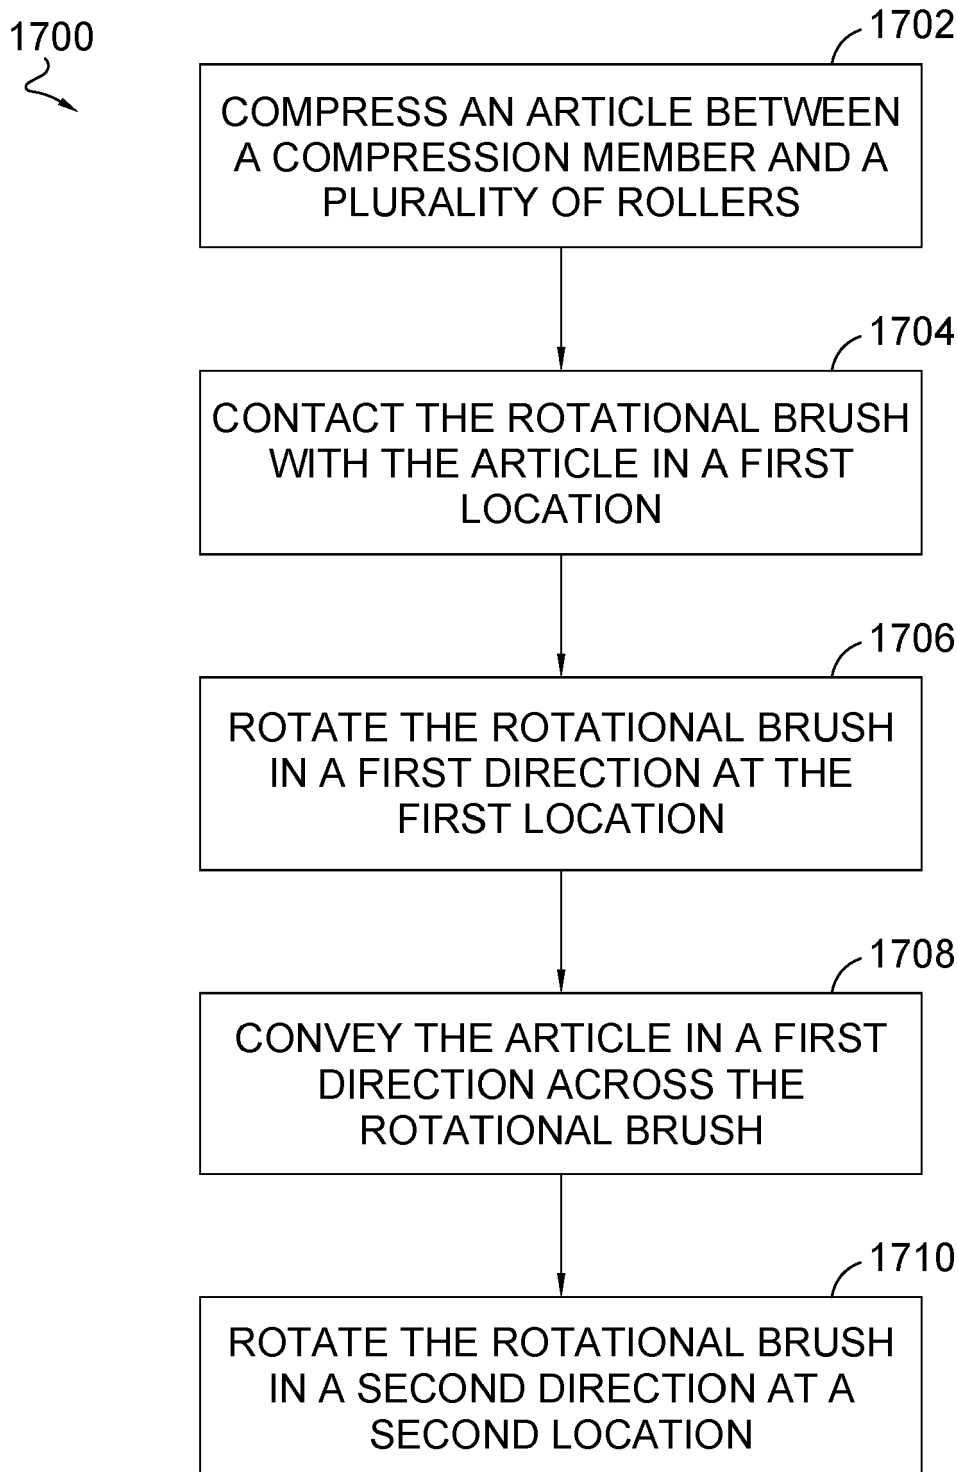 1700
1702
COMPRESS AN ARTICLE BETWEEN
A COMPRESSION MEMBER AND A
PLURALITY OF ROLLERS
1704
CONTACT THE ROTATIONAL BRUSH
WITH THE ARTICLE IN A FIRST
LOCATION
1706
ROTATE THE ROTATIONAL BRUSH
IN A FIRST DIRECTION AT THE
FIRST LOCATION
1708
CONVEY THE ARTICLE IN A FIRST
DIRECTION ACROSS THE
ROTATIONAL BRUSH
1710
ROTATE THE ROTATIONAL BRUSH
IN A SECOND DIRECTION AT A
SECOND LOCATION